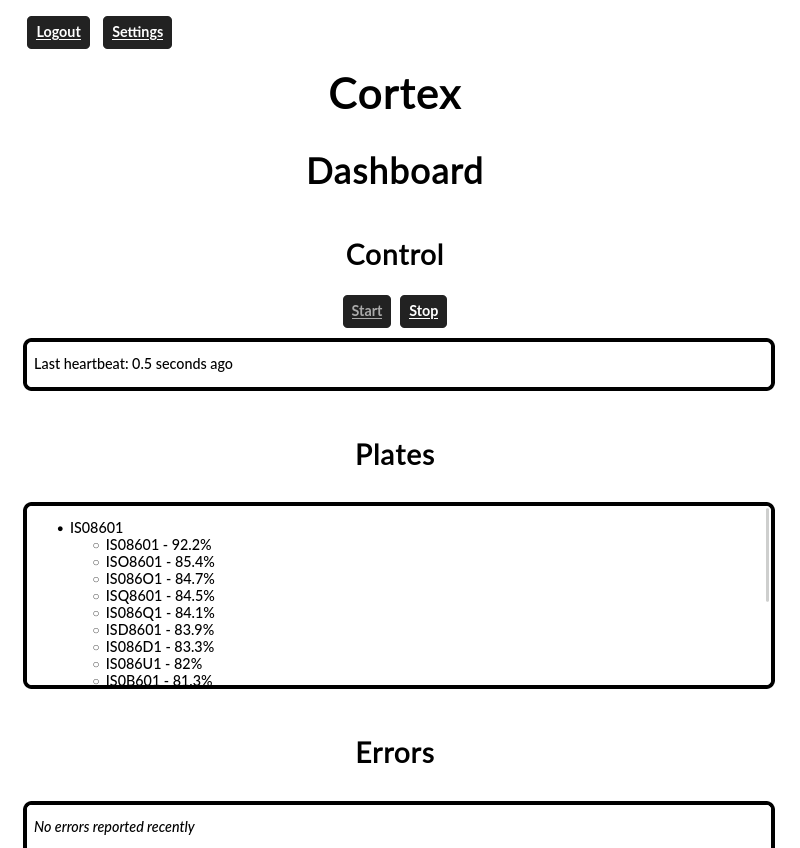 Logout Settings
Cortex
Dashboard
Control
Start Stop
Last heartbeat: 0.5 seconds ago
Plates
IS08601
IS08601 - 92.2%
ISO8601 - 85.4%
IS086O1 - 84.7%
ISQ8601 - 84.5%
IS086Q1 - 84.1%
ISD8601 - 83.9%
IS086D1 - 83.3%
IS086U1 - 82%
IS0B601 - 81.3%
Errors
No errors reported recently